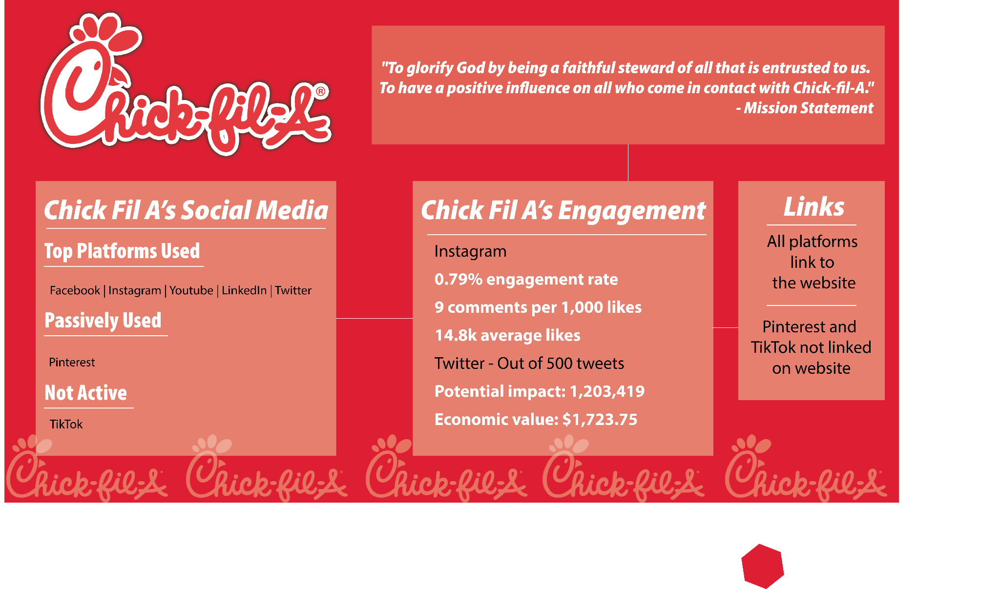 Chick-fil-A®
"To glorify God by being a faithful steward of all that is entrusted to us.
To have a positive influence on all who come in contact with Chick-fil-A."
- Mission Statement
Chick Fil A’s Social Media
Top Platforms Used
Facebook | Instagram | Youtube | LinkedIn | Twitter
Passively Used
Pinterest
Not Active
TikTok
Chick Fil A’s Engagement
Instagram
0.79% engagement rate
9 comments per 1,000 likes
14.8k average likes
Twitter - Out of 500 tweets
Potential impact: 1,203,419
Economic value: $1,723.75
Links
All platforms
link to
the website
Pinterest and
TikTok not linked
on website
Chick-fil-A
Chick-fil-A
Chick-fil-A
Chick-fil-A
Chick-fil-A